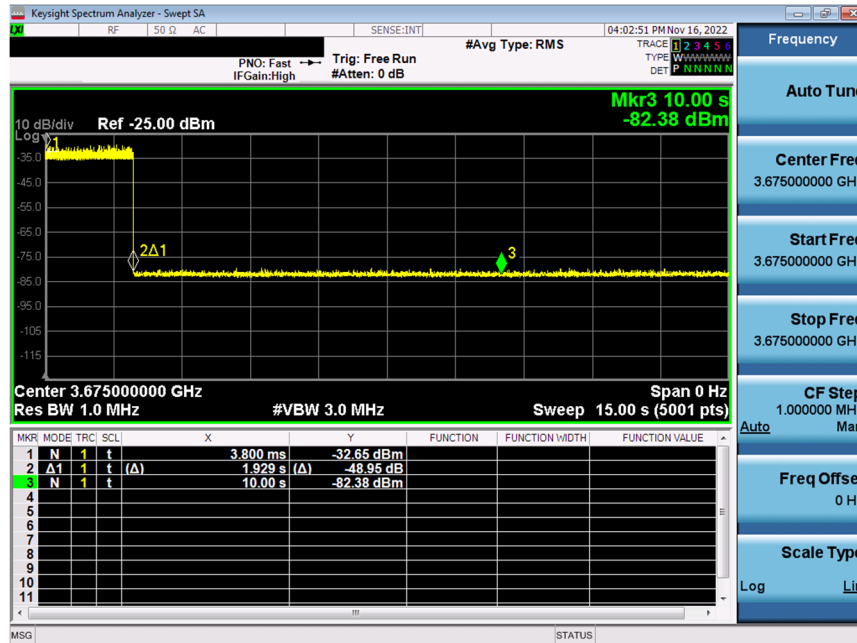 Keysight Spectrum Analyzer - Swept SA
LXI RF 50 Ω AC SENSE:INT 04:02:51 PM Nov 16, 2022
#Avg Type: RMS TRACE 1 2 3 4 5 6
PNO: Fast Trig: Free Run TYPE WWWWWW
IFGain:High #Atten: 0 dB DET P N N N N N
Mkr3 10.00 s
10 dB/div Ref -25.00 dBm -82.38 dBm
Log
1
-35.0
-45.0
-55.0
-65.0
-75.0 2Δ1 3
-85.0
-95.0
-105
-115
Center 3.675000000 GHz Span 0 Hz
Res BW 1.0 MHz #VBW 3.0 MHz Sweep 15.00 s (5001 pts)
MKR MODE TRC SCL X Y FUNCTION FUNCTION WIDTH FUNCTION VALUE
1 N 1 t 3.800 ms -32.65 dBm
2 Δ1 1 t (Δ) 1.929 s (Δ) -48.95 dB
3 N 1 t 10.00 s -82.38 dBm
4
5
6
7
8
9
10
11
MSG STATUS
Frequency
Auto Tun
Center Fre
3.675000000 GH
Start Fre
3.675000000 GH
Stop Fre
3.675000000 GH
CF Step
1.000000 MH
Auto Ma
Freq Offse
0 H
Scale Type
Log Li